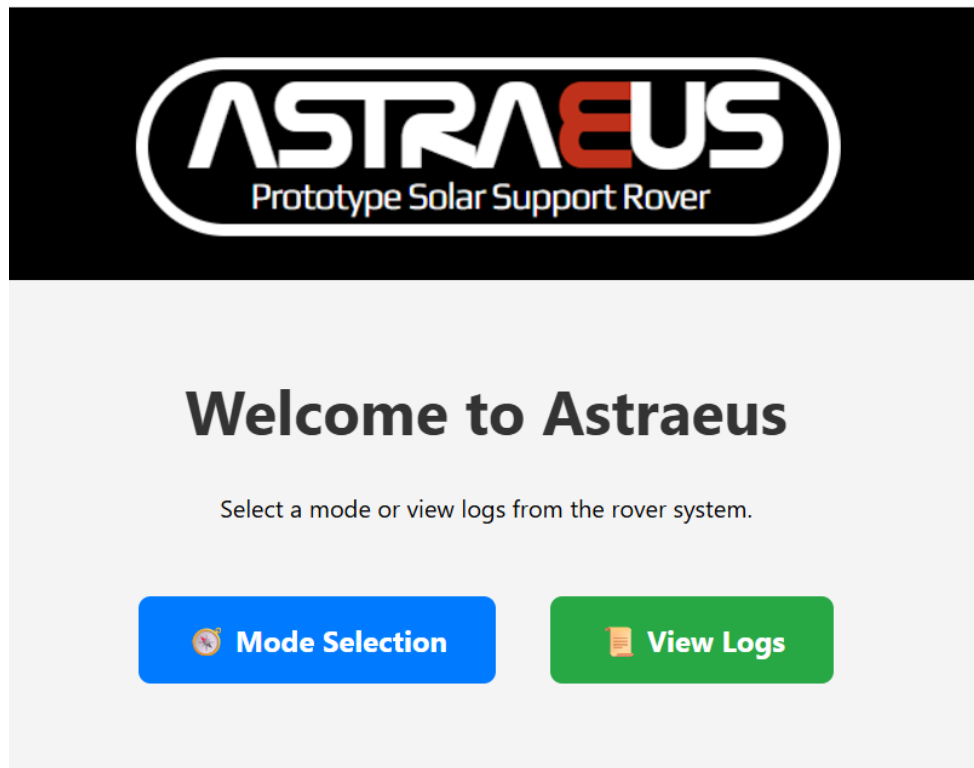 ASTRAEUS
Prototype Solar Support Rover
Welcome to Astraeus
Select a mode or view logs from the rover system.
Mode Selection
View Logs